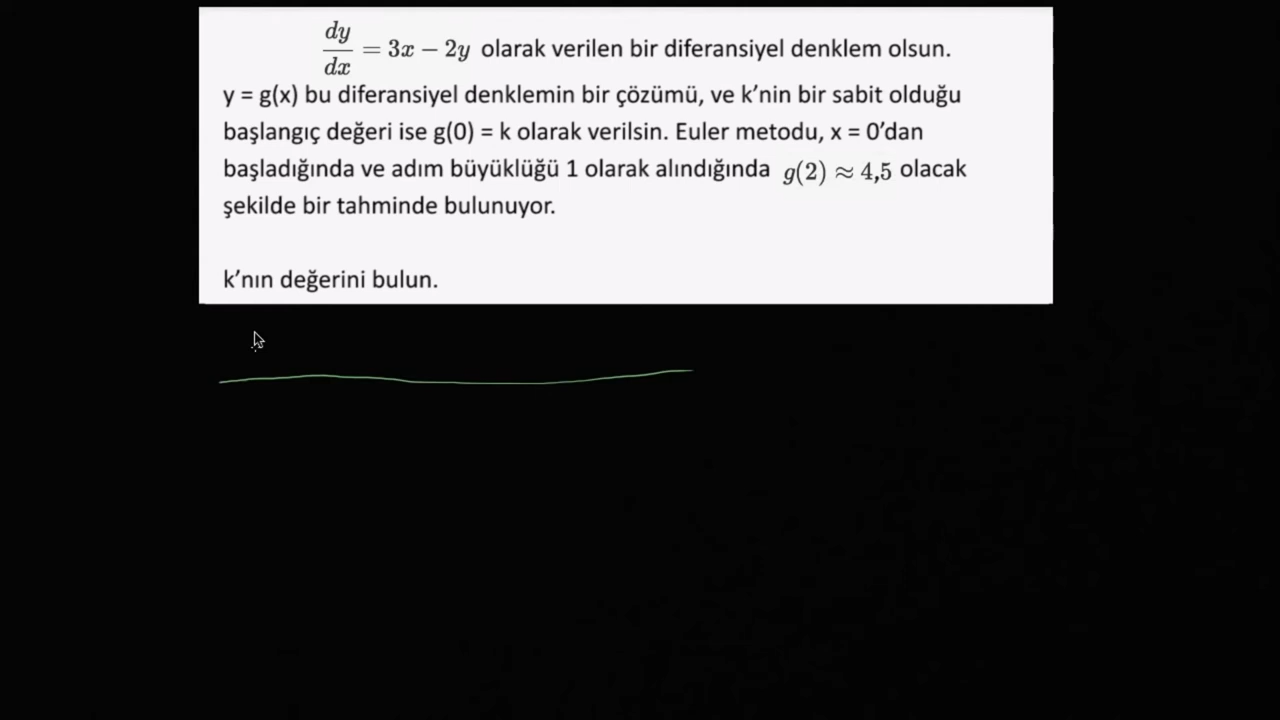 dy/dx = 3x − 2y olarak verilen bir diferansiyel denklem olsun.
y = g(x) bu diferansiyel denklemin bir çözümü, ve k’nin bir sabit olduğu
başlangıç değeri ise g(0) = k olarak verilsin. Euler metodu, x = 0’dan
başladığında ve adım büyüklüğü 1 olarak alındığında g(2) ≈ 4,5 olacak
şekilde bir tahminde bulunuyor.
k’nın değerini bulun.